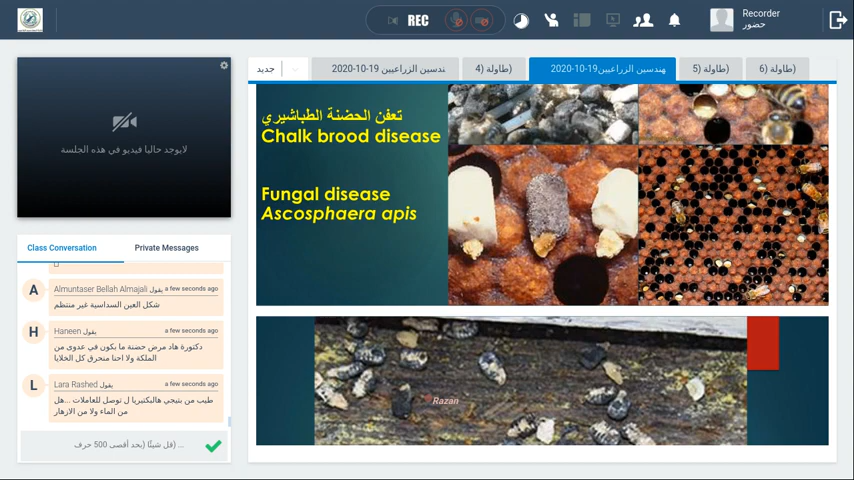 REC
Recorder
حضور
جديد
هندسين الزراعيين 19-10-2020
(طاولة (4
هندسين الزراعيين19-10-2020
(طاولة (5
(طاولة (6
لايوجد حاليا فيديو في هذه الجلسة
تعفن الحضنة الطباشيري
Chalk brood disease
Fungal disease
Ascosphaera apis
Razan
Class Conversation
Private Messages
A
Almuntaser Bellah Almajali يقول a few seconds ago
شكل العين السداسية غير منتظم
H
Haneen يقول a few seconds ago
دكتورة هاد مرض حضنة ما بكون في عدوى من
الملكة ولا احنا منحرق كل الخلايا
L
Lara Rashed يقول a few seconds ago
طيب من بتيجي هالبكتيريا ل توصل للعاملات ...هل
من الماء ولا من الازهار
... (قل شيئًا (بحد أقصى 500 حرف